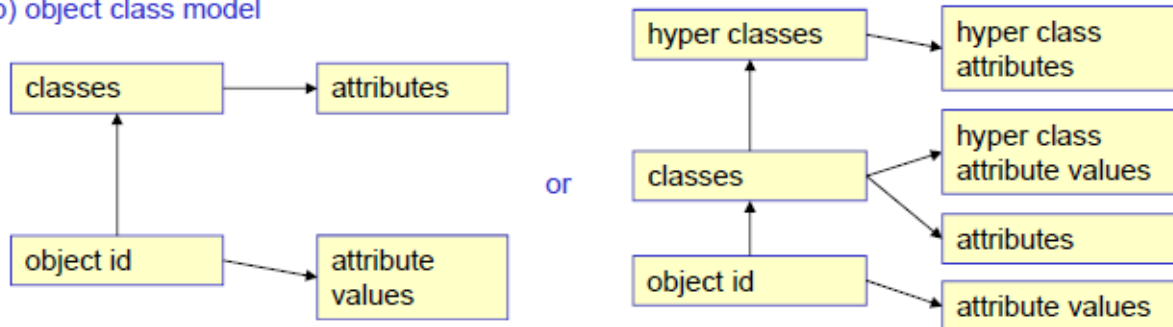 object class model
classes
attributes
object id
attribute
values
or
hyper classes
hyper class
attributes
classes
hyper class
attribute values
attributes
object id
attribute values